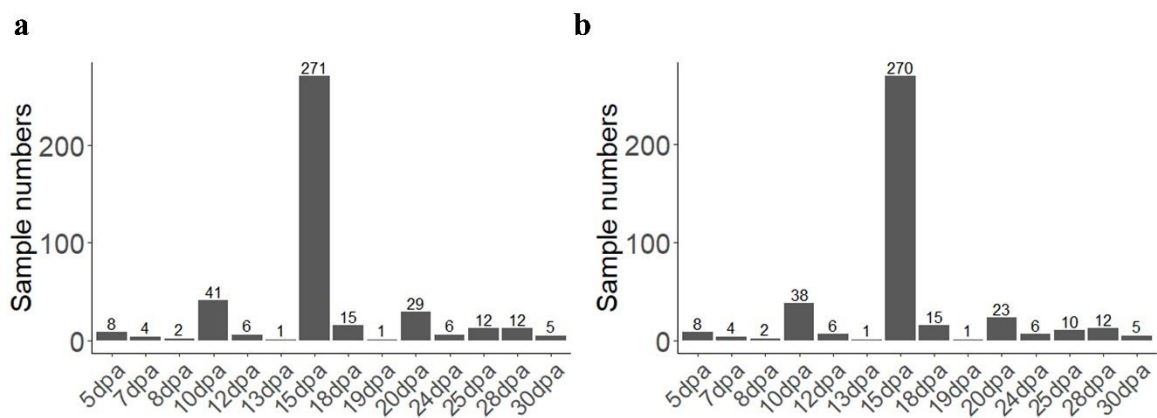 a
b
Sample numbers
200
100
0
8
4
2
41
6
1
271
15
1
29
6
12
12
5
5dpa
7dpa
8dpa
10dpa
12dpa
13dpa
15dpa
18dpa
19dpa
20dpa
24dpa
25dpa
28dpa
30dpa
Sample numbers
200
100
0
8
4
2
38
6
1
270
15
1
23
6
10
12
5
5dpa
7dpa
8dpa
10dpa
12dpa
13dpa
15dpa
18dpa
19dpa
20dpa
24dpa
25dpa
28dpa
30dpa